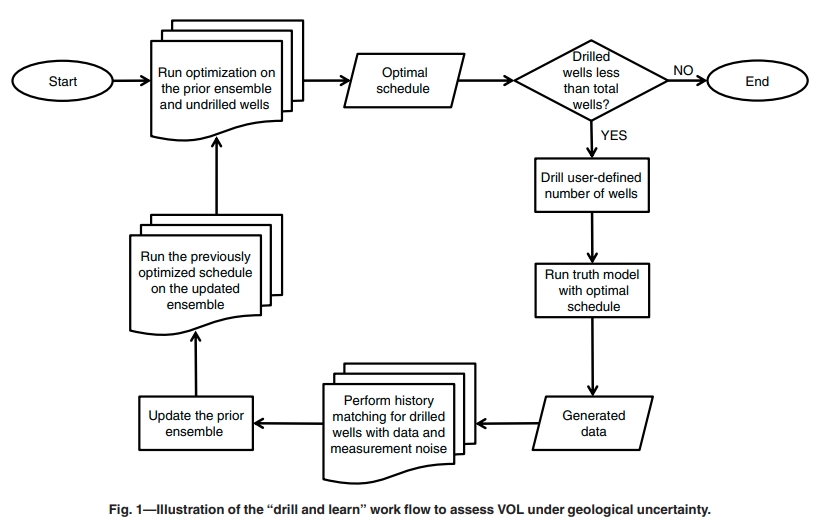 Start
Run optimization on
the prior ensemble
and undrilled wells
Optimal
schedule
Drilled
wells less
than total
wells?
NO
End
YES
Drill user-defined
number of wells
Run truth model
with optimal
schedule
Generated
data
Perform history
matching for drilled
wells with data and
measurement noise
Update the prior
ensemble
Run the previously
optimized schedule
on the updated
ensemble
Fig. 1—Illustration of the “drill and learn” work flow to assess VOL under geological uncertainty.